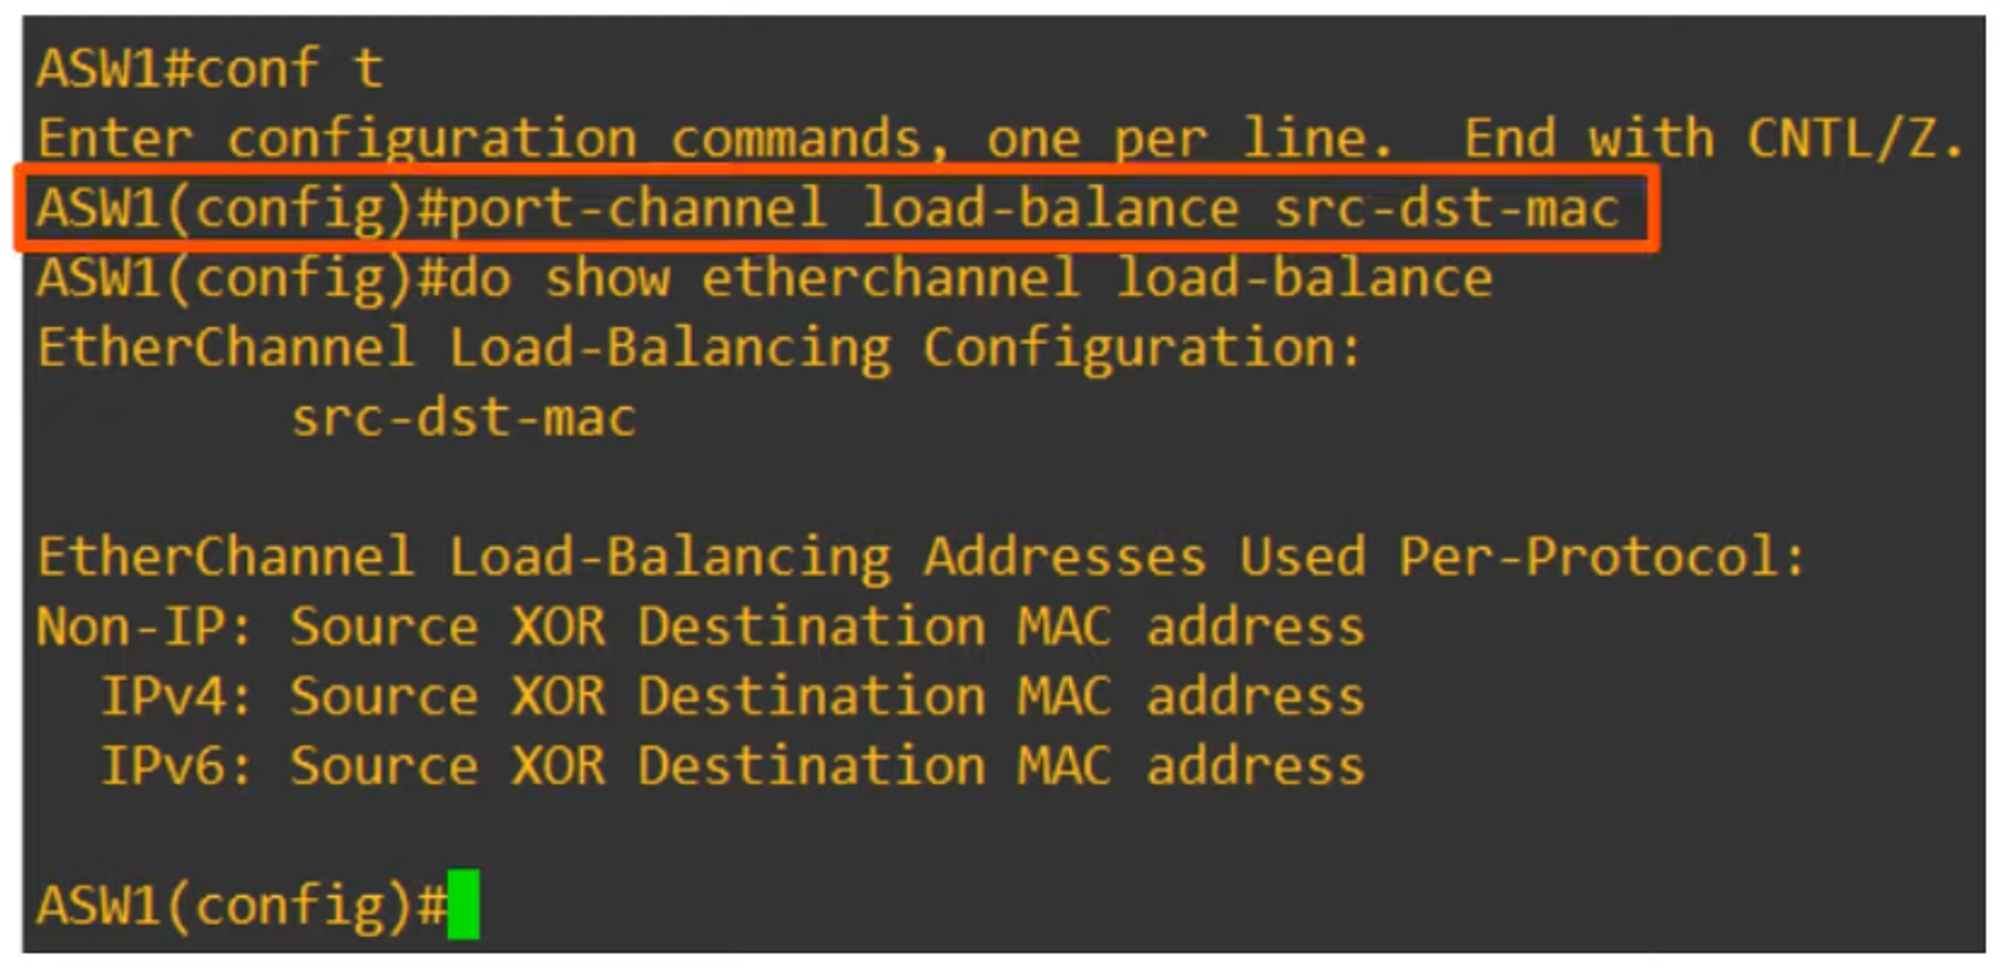 ASW1#conf t
Enter configuration commands, one per line.  End with CNTL/Z.
ASW1(config)#port-channel load-balance src-dst-mac
ASW1(config)#do show etherchannel load-balance
EtherChannel Load-Balancing Configuration:
        src-dst-mac
EtherChannel Load-Balancing Addresses Used Per-Protocol:
Non-IP: Source XOR Destination MAC address
  IPv4: Source XOR Destination MAC address
  IPv6: Source XOR Destination MAC address
ASW1(config)#